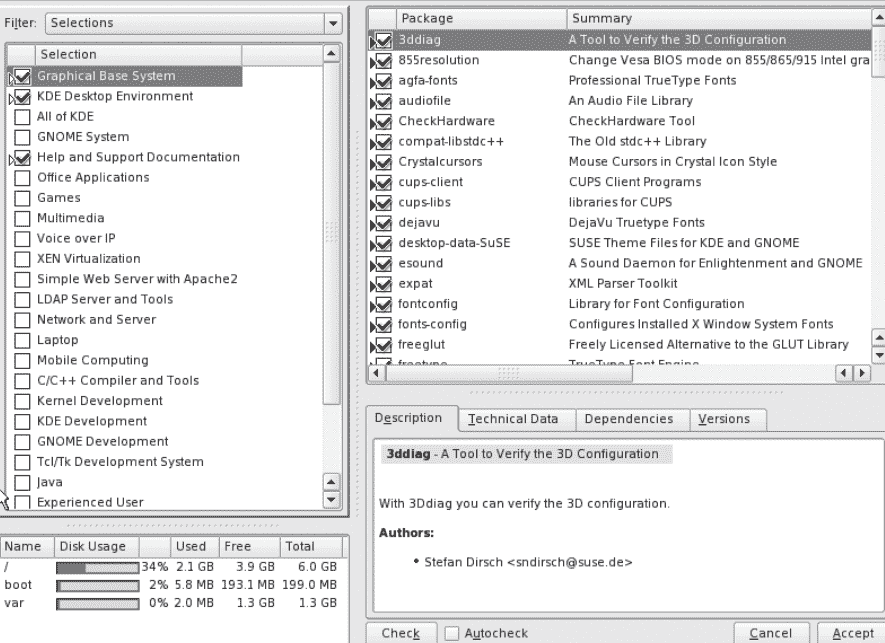 Filter: Selections
Selection
Graphical Base System
KDE Desktop Environment
All of KDE
GNOME System
Help and Support Documentation
Office Applications
Games
Multimedia
Voice over IP
XEN Virtualization
Simple Web Server with Apache2
LDAP Server and Tools
Network and Server
Laptop
Mobile Computing
C/C++ Compiler and Tools
Kernel Development
KDE Development
GNOME Development
Tcl/Tk Development System
Java
Experienced User
Name Disk Usage Used Free Total
/ 34% 2.1 GB 3.9 GB 6.0 GB
boot 2% 5.8 MB 193.1 MB 199.0 MB
var 0% 2.0 MB 1.3 GB 1.3 GB
Package Summary
3ddiag A Tool to Verify the 3D Configuration
855resolution Change Vesa BIOS mode on 855/865/915 Intel gra
agfa-fonts Professional TrueType Fonts
audiofile An Audio File Library
CheckHardware CheckHardware Tool
compat-libstdc++ The Old stdc++ Library
Crystalcursors Mouse Cursors in Crystal Icon Style
cups-client CUPS Client Programs
cups-libs libraries for CUPS
dejavu DejaVu Truetype Fonts
desktop-data-SuSE SUSE Theme Files for KDE and GNOME
esound A Sound Daemon for Enlightenment and GNOME
expat XML Parser Toolkit
fontconfig Library for Font Configuration
fonts-config Configures Installed X Window System Fonts
freeglut Freely Licensed Alternative to the GLUT Library
freetype TrueType Font Engine
Description Technical Data Dependencies Versions
3ddiag - A Tool to Verify the 3D Configuration
With 3Ddiag you can verify the 3D configuration.
Authors:
• Stefan Dirsch <sndirsch@suse.de>
Check Autocheck Cancel Accept